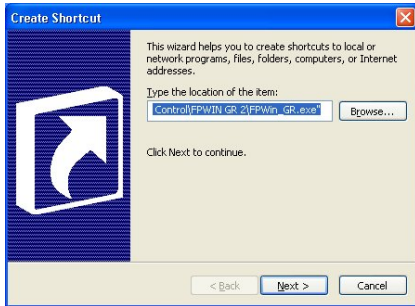 Create Shortcut
This wizard helps you to create shortcuts to local or
network programs, files, folders, computers, or Internet
addresses.
Type the location of the item:
Control\FPWIN GR 2\FPWin_GR.exe"
Browse...
Click Next to continue.
< Back
Next >
Cancel